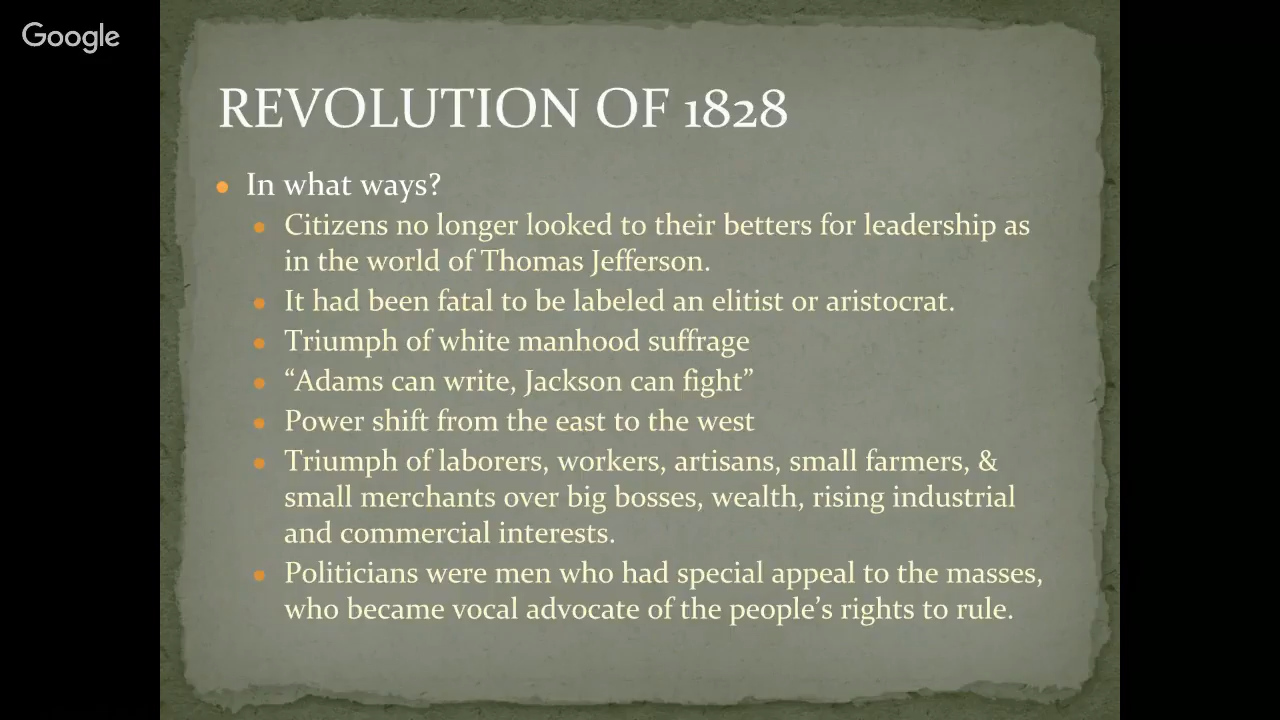 Google
REVOLUTION OF 1828
In what ways?
Citizens no longer looked to their betters for leadership as
in the world of Thomas Jefferson.
It had been fatal to be labeled an elitist or aristocrat.
Triumph of white manhood suffrage
“Adams can write, Jackson can fight”
Power shift from the east to the west
Triumph of laborers, workers, artisans, small farmers, &
small merchants over big bosses, wealth, rising industrial
and commercial interests.
Politicians were men who had special appeal to the masses,
who became vocal advocate of the people’s rights to rule.